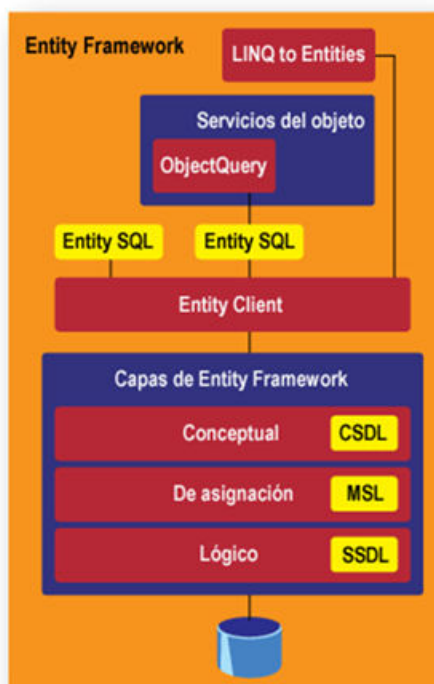 Entity Framework
LINQ to Entities
Servicios del objeto
ObjectQuery
Entity SQL
Entity SQL
Entity Client
Capas de Entity Framework
Conceptual
CSDL
De asignación
MSL
Lógico
SSDL